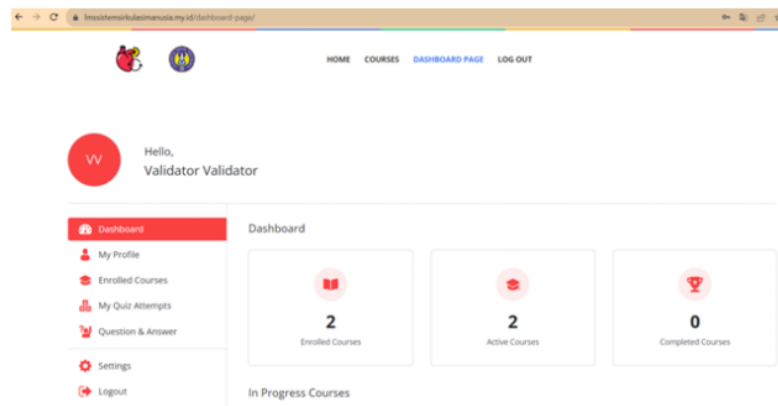 lmssistemsirkulasimanusia.my.id/dashboard-page/
HOME COURSES DASHBOARD PAGE LOG OUT
VV
Hello,
Validator Validator
Dashboard
My Profile
Enrolled Courses
My Quiz Attempts
Question & Answer
Settings
Logout
Dashboard
2
Enrolled Courses
2
Active Courses
0
Completed Courses
In Progress Courses